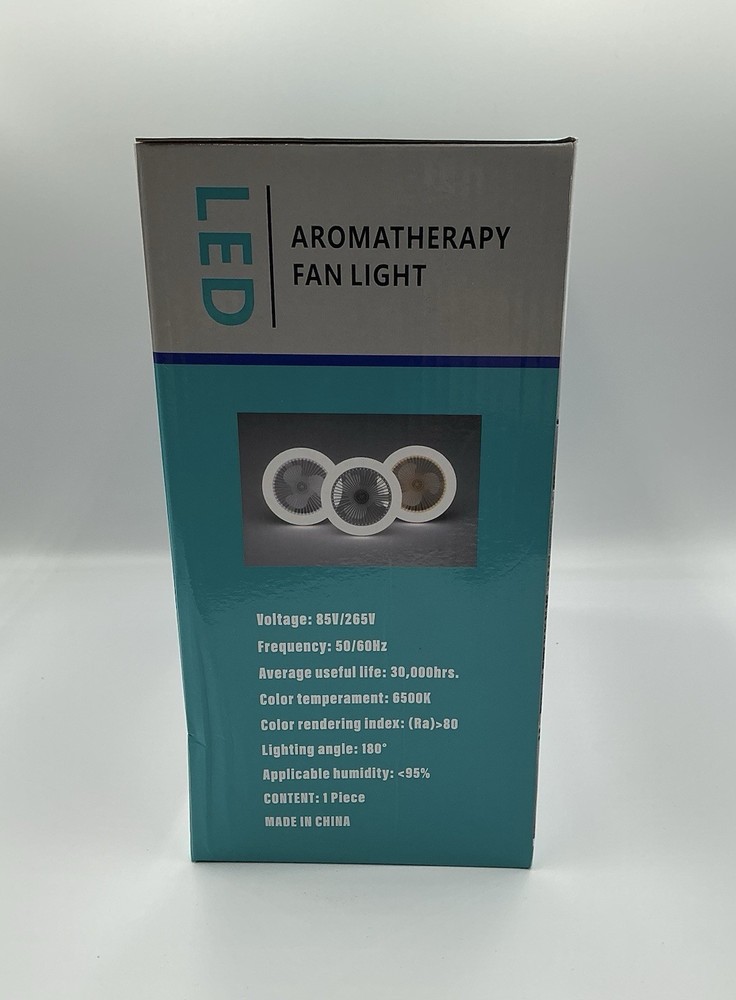 LED
AROMATHERAPY
FAN LIGHT
Voltage: 85V/265V
Frequency: 50/60Hz
Average useful life: 30,000hrs.
Color temperament: 6500K
Color rendering index: (Ra)>80
Lighting angle: 180°
Applicable humidity: <95%
CONTENT: 1 Piece
MADE IN CHINA